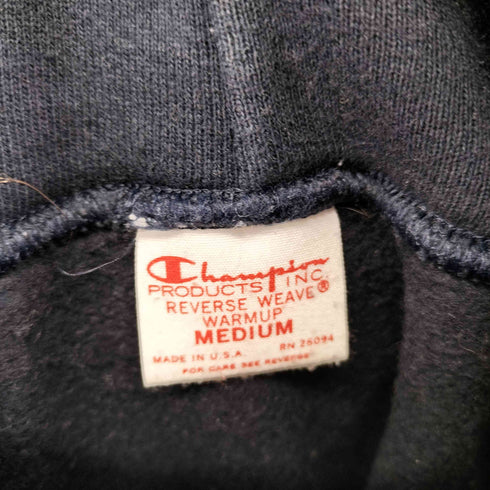 Champion
PRODUCTS INC.
REVERSE WEAVE®
WARMUP
MEDIUM
MADE IN U.S.A RN 26094
FOR CARE SEE REVERSE